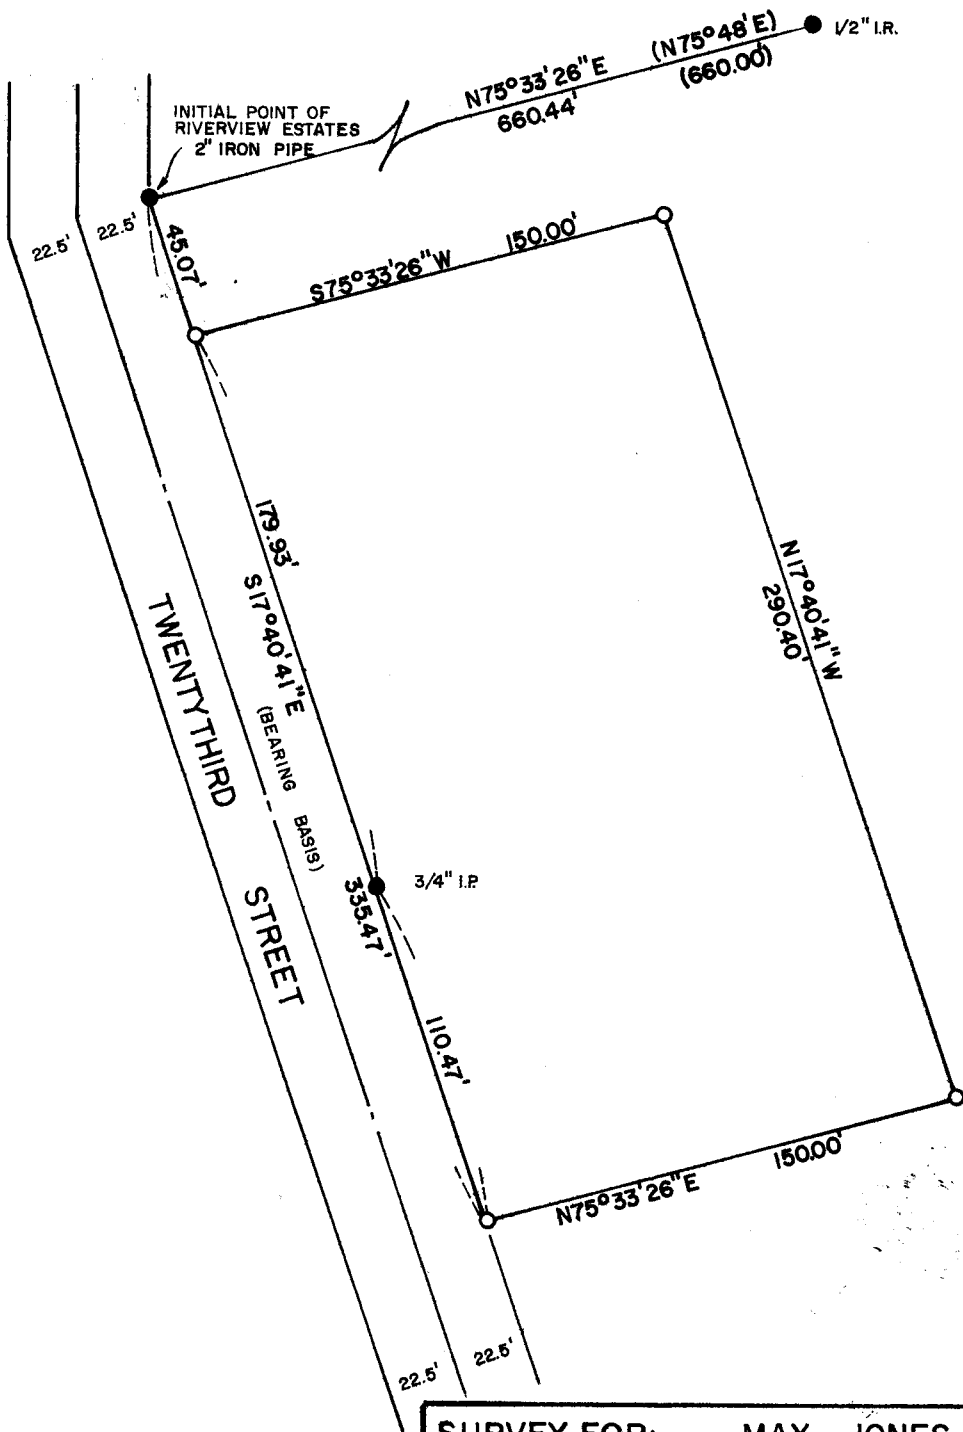 1/2" I.R.
N75°33'26"E (N75°48'E)
660.44' (660.00')
INITIAL POINT OF
RIVERVIEW ESTATES
2" IRON PIPE
22.5' 22.5'
45.07'
S75°33'26"W 150.00'
179.93'
S17°40'41"E
(BEARING BASIS)
N17°40'41"W
290.40'
TWENTYTHIRD STREET
3/4" I.P.
335.47'
110.47'
N75°33'26"E 150.00'
22.5' 22.5'
SURVEY FOR: MAX JONES